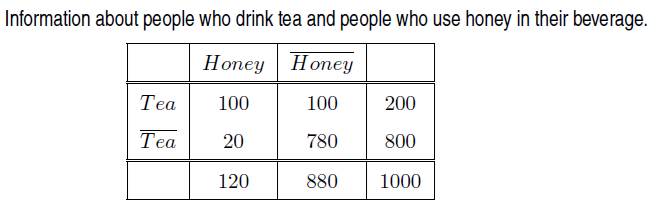 Information about people who drink tea and people who use honey in their beverage.
Honey $\overline{Honey}$
Tea 100 100 200
$\overline{Tea}$ 20 780 800
120 880 1000